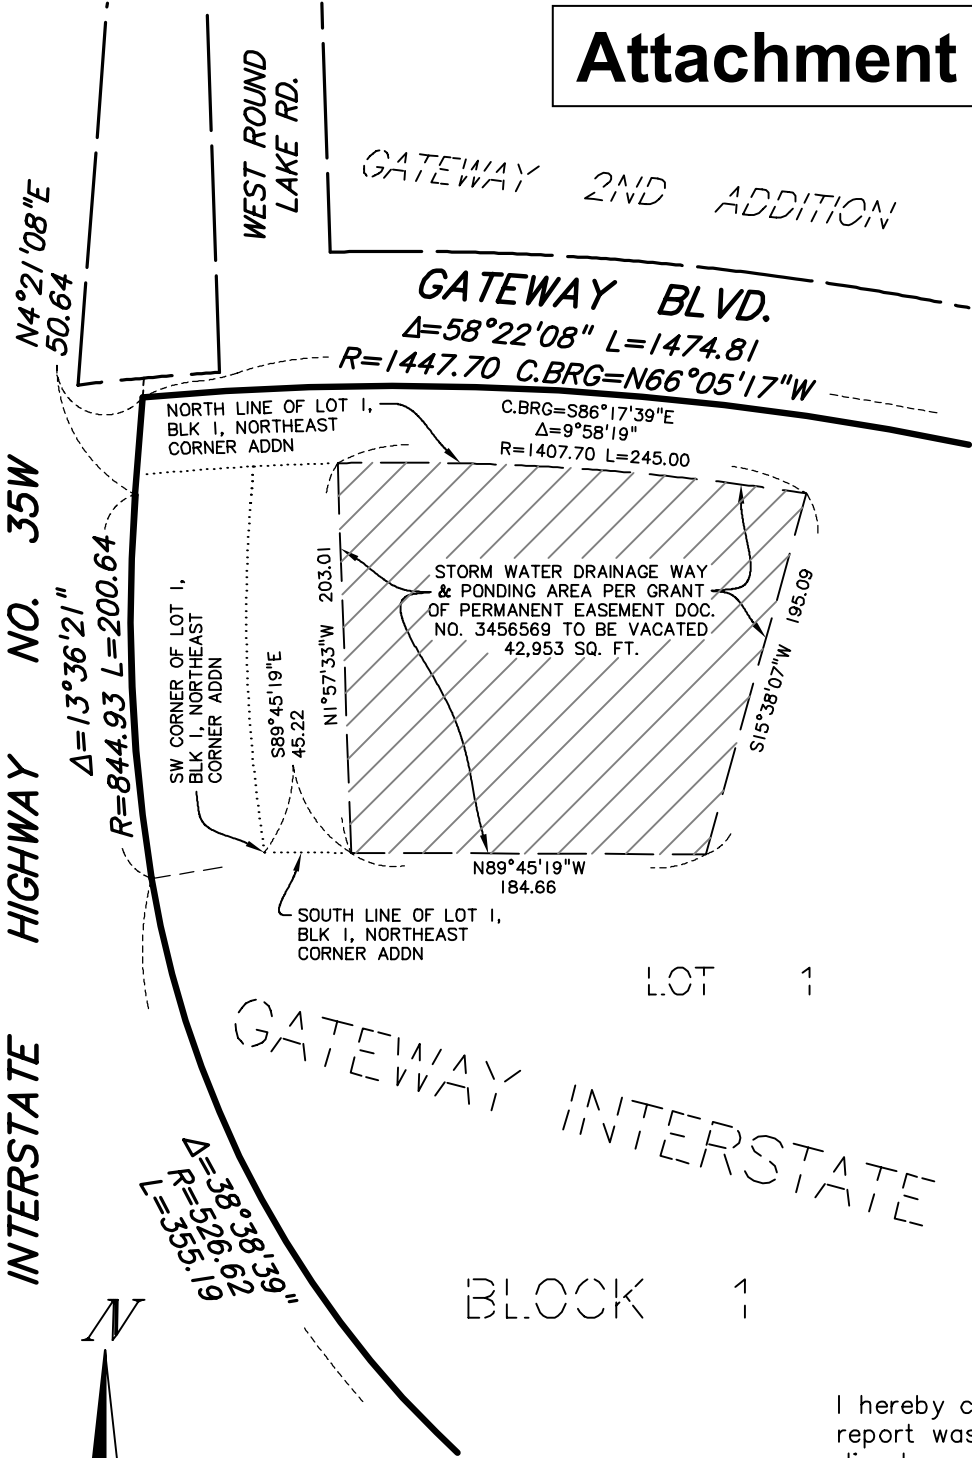 Attachment
WEST ROUND
LAKE RD.
GATEWAY 2ND ADDITION
N4°21'08"E
50.64
GATEWAY BLVD.
Δ=58°22'08" L=1474.81
R=1447.70 C.BRG=N66°05'17"W
NORTH LINE OF LOT 1,
BLK 1, NORTHEAST
CORNER ADDN
C.BRG=S86°17'39"E
Δ=9°58'19"
R=1407.70 L=245.00
INTERSTATE HIGHWAY NO. 35W
Δ=13°36'21"
R=844.93 L=200.64
SW CORNER OF LOT 1,
BLK 1, NORTHEAST
CORNER ADDN
S89°45'19"E
45.22
N1°57'33"W 203.01
STORM WATER DRAINAGE WAY
& PONDING AREA PER GRANT
OF PERMANENT EASEMENT DOC.
NO. 3456569 TO BE VACATED
42,953 SQ. FT.
S15°38'07"W 195.09
N89°45'19"W
184.66
SOUTH LINE OF LOT 1,
BLK 1, NORTHEAST
CORNER ADDN
LOT 1
GATEWAY INTERSTATE
Δ=38°38'39"
R=526.62
L=355.19
BLOCK 1
N
I hereby c
report was